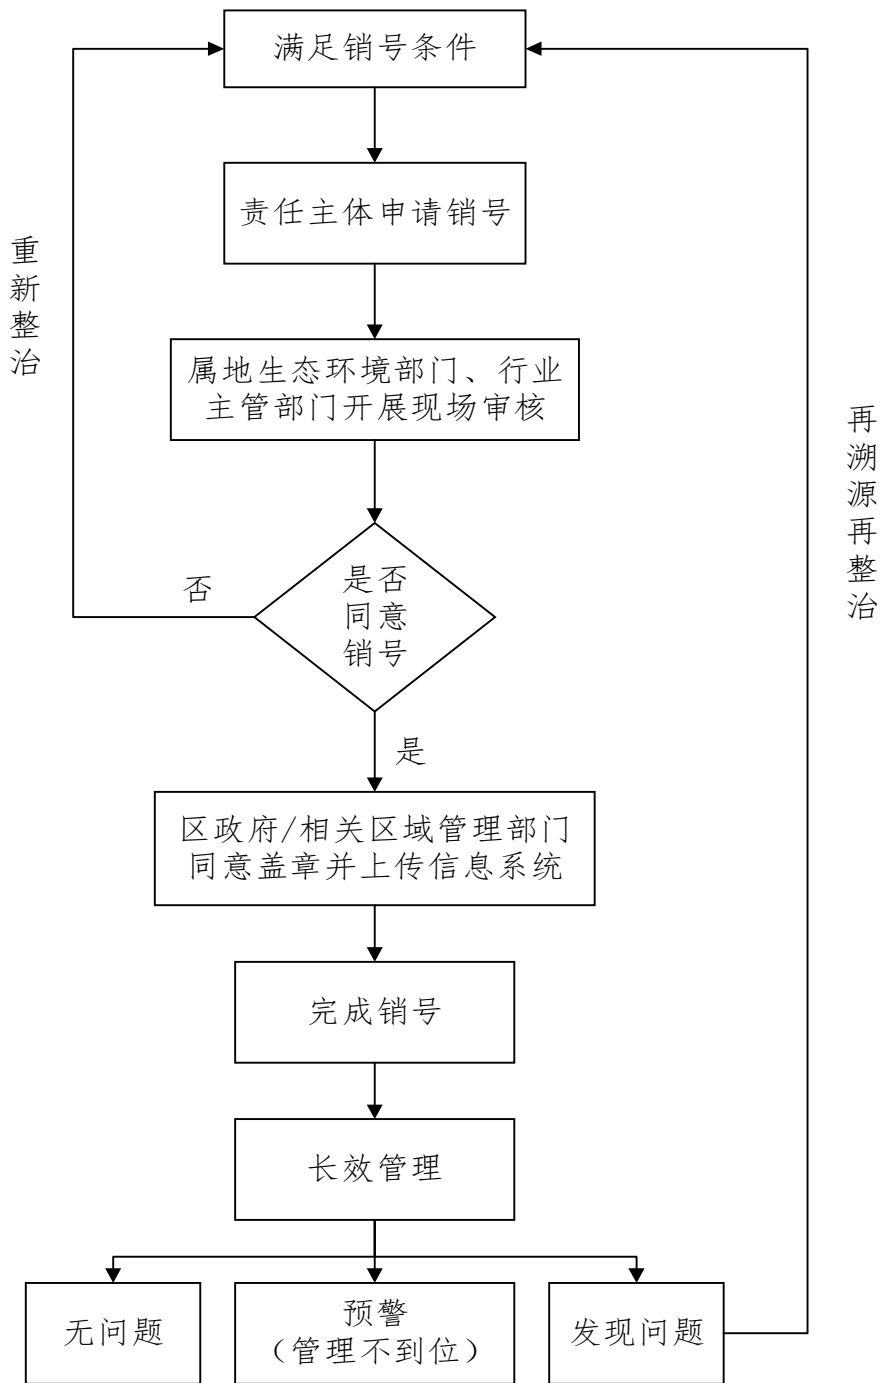 满足销号条件
责任主体申请销号
重新整治
属地生态环境部门、行业
主管部门开展现场审核
再溯源再整治
否
是否
同意
销号
是
区政府/相关区域管理部门
同意盖章并上传信息系统
完成销号
长效管理
无问题
预警
（管理不到位）
发现问题